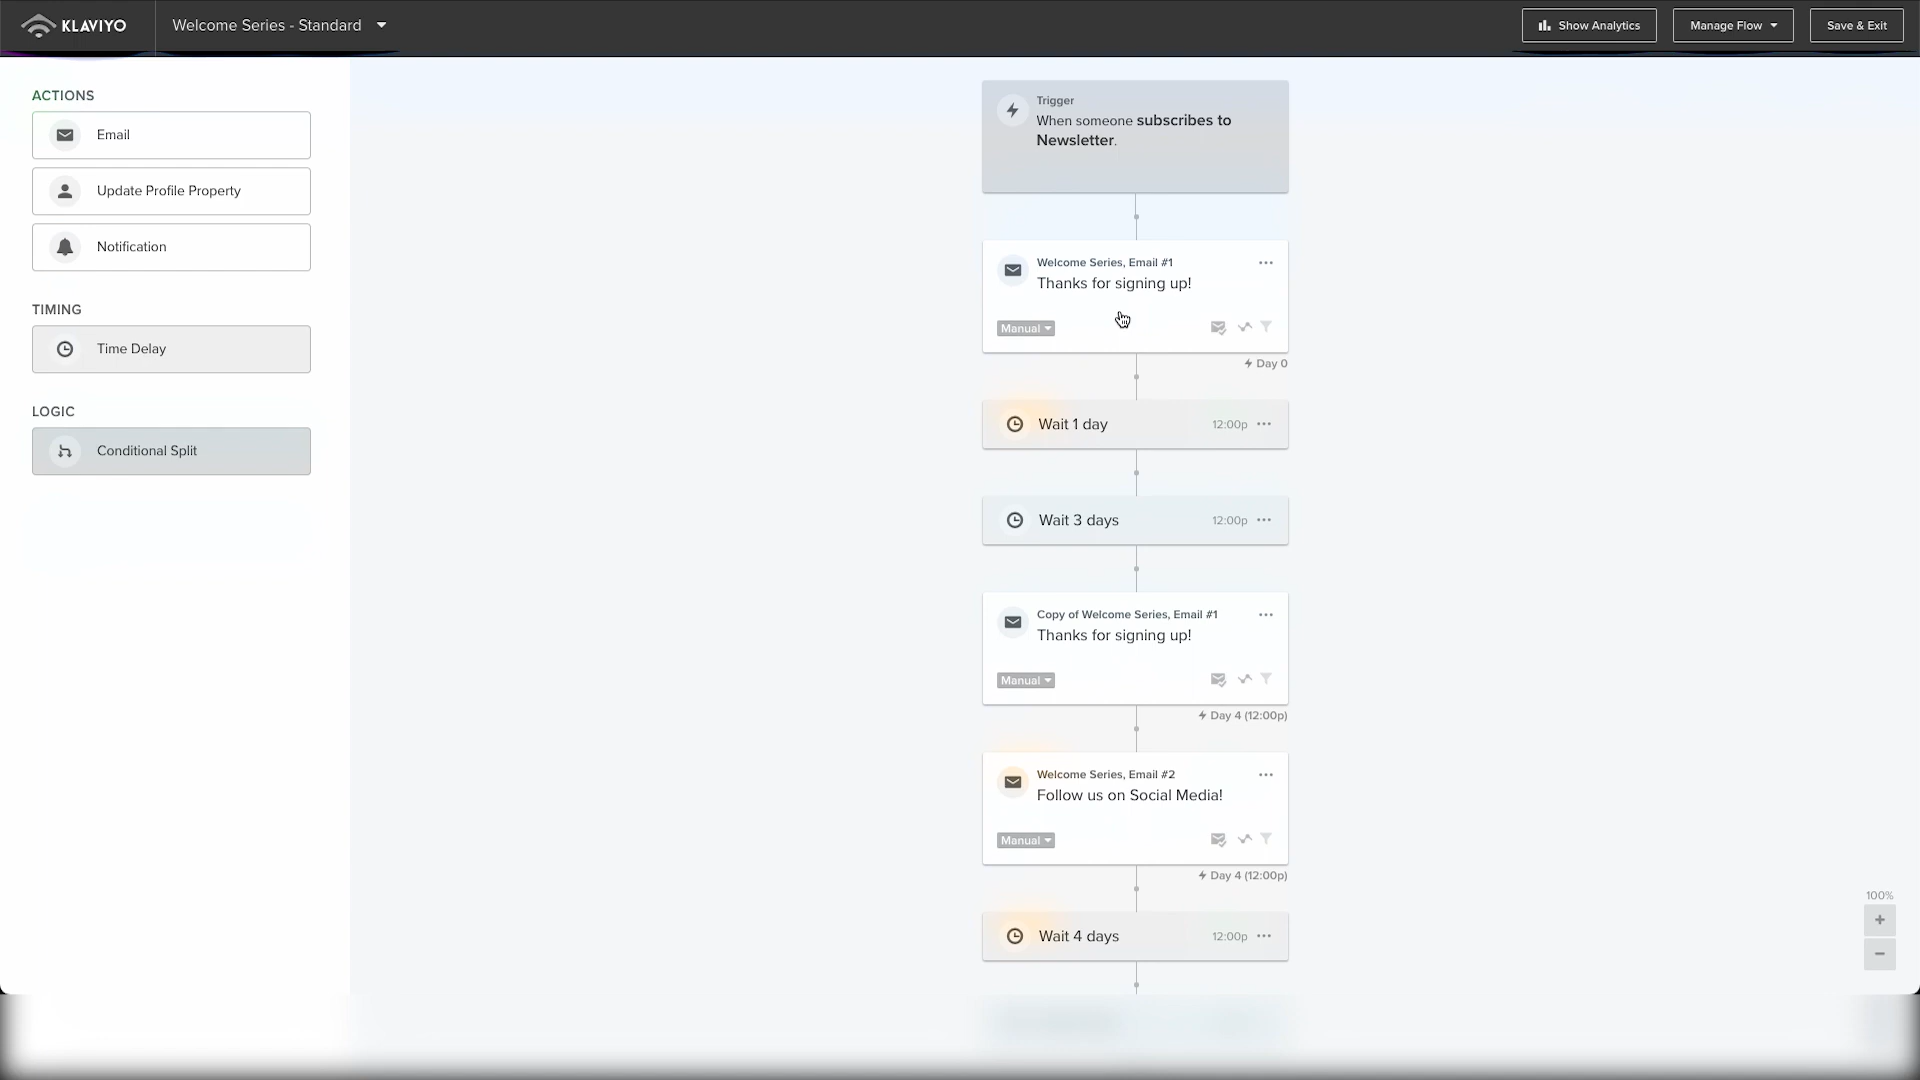 KLAVIYO
Welcome Series - Standard
Show Analytics
Manage Flow
Save & Exit
ACTIONS
Email
Update Profile Property
Notification
TIMING
Time Delay
LOGIC
Conditional Split
Trigger
When someone subscribes to
Newsletter.
Welcome Series, Email #1
Thanks for signing up!
Manual
Day 0
Wait 1 day
12:00p
Wait 3 days
12:00p
Copy of Welcome Series, Email #1
Thanks for signing up!
Manual
Day 4 (12:00p)
Welcome Series, Email #2
Follow us on Social Media!
Manual
Day 4 (12:00p)
Wait 4 days
12:00p
100%